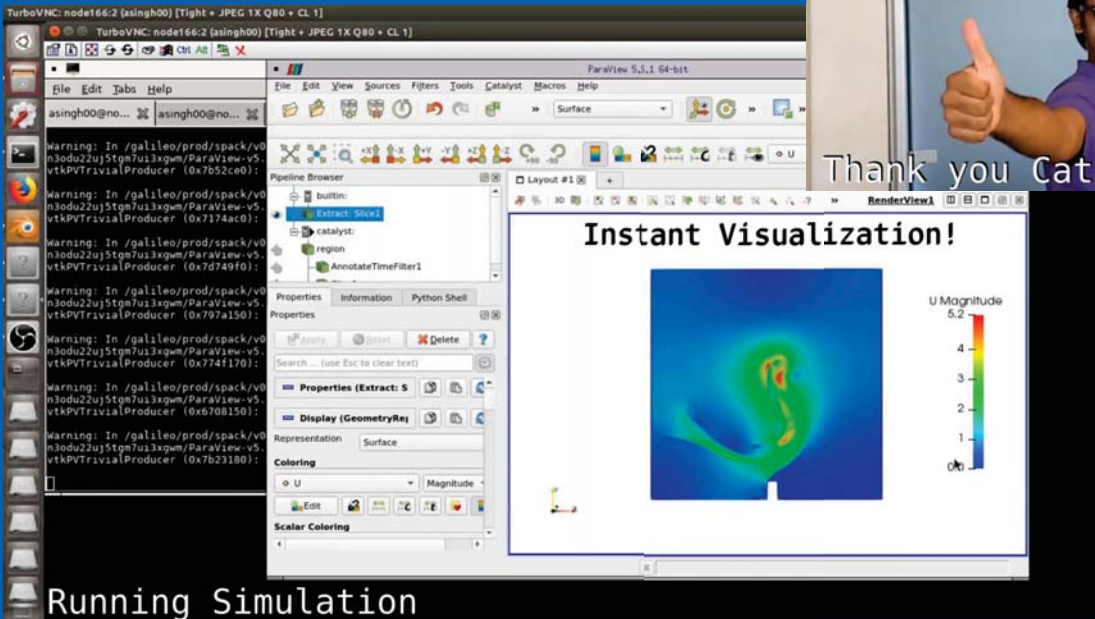 TurboVNC: node166:2 (asingh00) [Tight + JPEG 1X Q80 + CL 1]
TurboVNC: node166:2 (asingh00) [Tight + JPEG 1X Q80 + CL 1]
Ctrl Alt
File Edit Tabs Help
asingh00@no... asingh00@no...
Warning: In /galileo/prod/spack/v0
n3odu22uj5tgm7ui3xgwm/ParaView-v5.
vtkPVTrivialProducer (0x7b52ce0):
Warning: In /galileo/prod/spack/v0
n3odu22uj5tgm7ui3xgwm/ParaView-v5.
vtkPVTrivialProducer (0x7174ac0):
Warning: In /galileo/prod/spack/v0
n3odu22uj5tgm7ui3xgwm/ParaView-v5.
vtkPVTrivialProducer (0x7d749f0):
Warning: In /galileo/prod/spack/v0
n3odu22uj5tgm7ui3xgwm/ParaView-v5.
vtkPVTrivialProducer (0x797a150):
Warning: In /galileo/prod/spack/v0
n3odu22uj5tgm7ui3xgwm/ParaView-v5.
vtkPVTrivialProducer (0x774f170):
Warning: In /galileo/prod/spack/v0
n3odu22uj5tgm7ui3xgwm/ParaView-v5.
vtkPVTrivialProducer (0x6708150):
Warning: In /galileo/prod/spack/v0
n3odu22uj5tgm7ui3xgwm/ParaView-v5.
vtkPVTrivialProducer (0x7b23180):
ParaView 5.5.1 64-bit
File Edit View Sources Filters Tools Catalyst Macros Help
Surface
U
Pipeline Browser
builtin:
Extract: Slice1
catalyst:
region
AnnotateTimeFilter1
Properties Information Python Shell
Properties
Apply Reset Delete ?
Search ... (use Esc to clear text)
Properties (Extract: S
Display (GeometryRe
Representation Surface
Coloring
U Magnitude
Edit
Scalar Coloring
Layout #1 +
3D RenderView1
Instant Visualization!
U Magnitude
5.2
4
3
2
1
Thank you Cat
Running Simulation